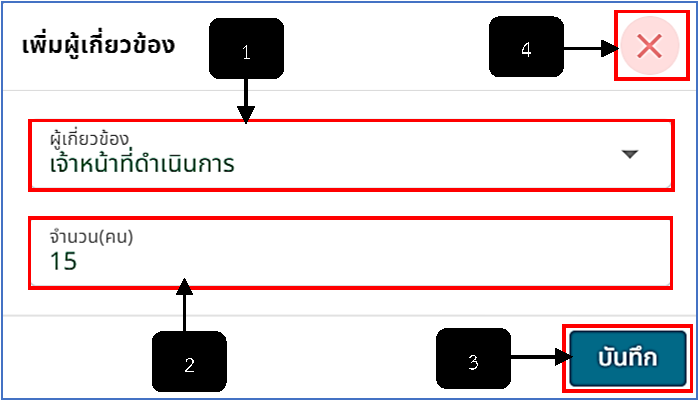 เพิ่มผู้เกี่ยวข้อง
1
4
ผู้เกี่ยวข้อง
เจ้าหน้าที่ดำเนินการ
จำนวน(คน)
15
2
3
บันทึก